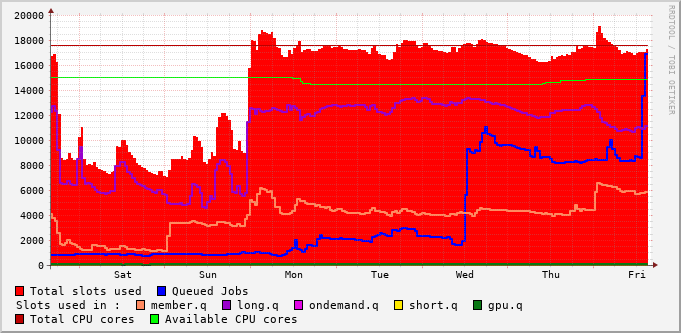 RRDTOOL / TOBI OETIKER
20000
18000
16000
14000
12000
10000
8000
6000
4000
2000
0
Sat Sun Mon Tue Wed Thu Fri
Total slots used Queued Jobs
Slots used in : member.q long.q ondemand.q short.q gpu.q
Total CPU cores Available CPU cores